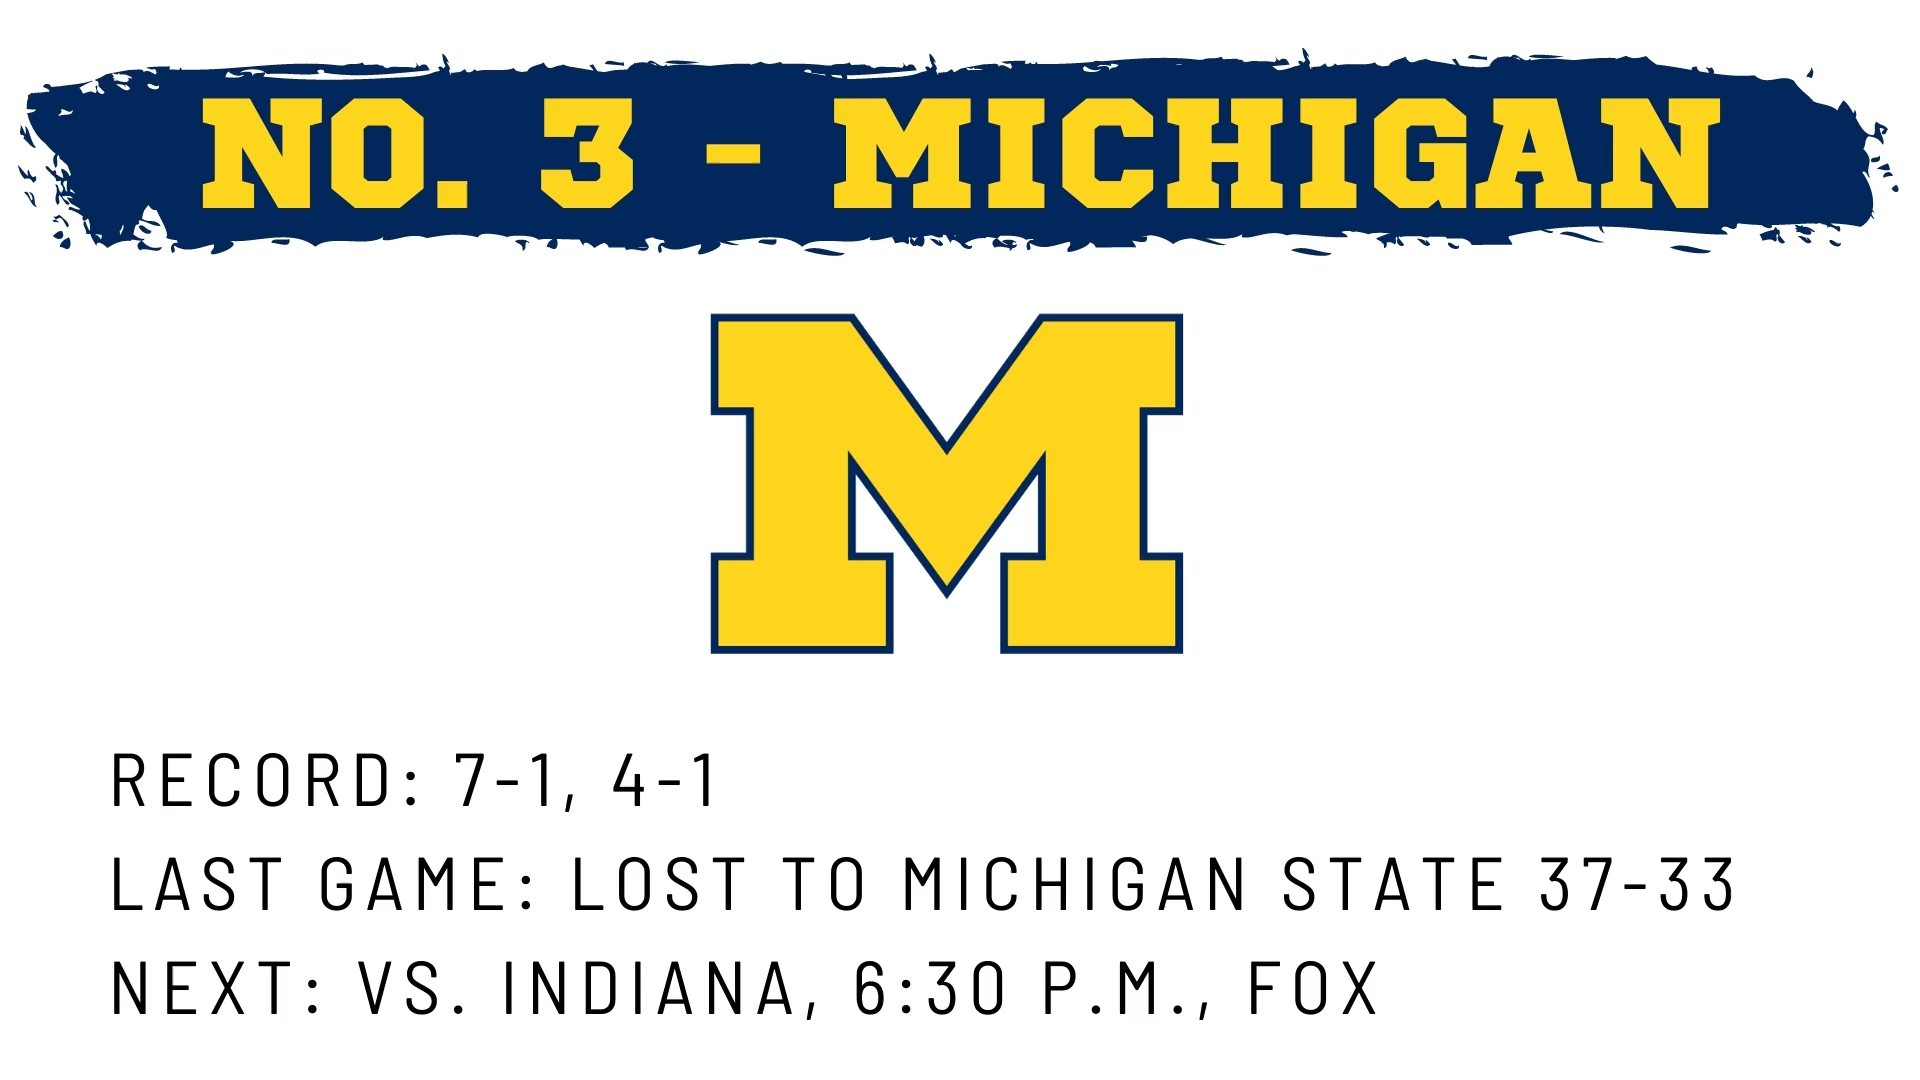 NO. 3 - MICHIGAN
M
RECORD: 7-1, 4-1
LAST GAME: LOST TO MICHIGAN STATE 37-33
NEXT: VS. INDIANA, 6:30 P.M., FOX